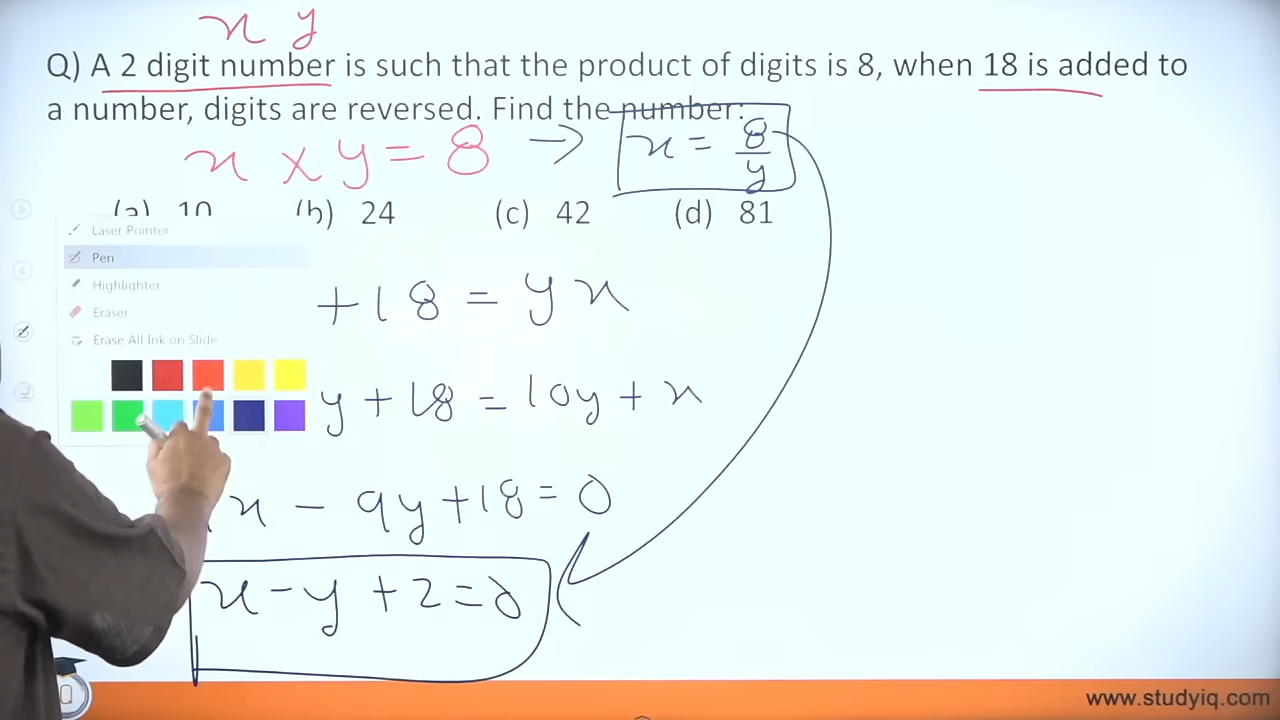 x y
Q) A 2 digit number is such that the product of digits is 8, when 18 is added to
a number, digits are reversed. Find the number:
x × y = 8 → x = 8/y
(a) 10 (b) 24 (c) 42 (d) 81
Laser Pointer
Pen
Highlighter
Eraser
Erase All Ink on Slide
+18 = yx
y + 18 = 10y + x
x - 9y + 18 = 0
x - y + 2 = 0
Q
www.studyiq.com